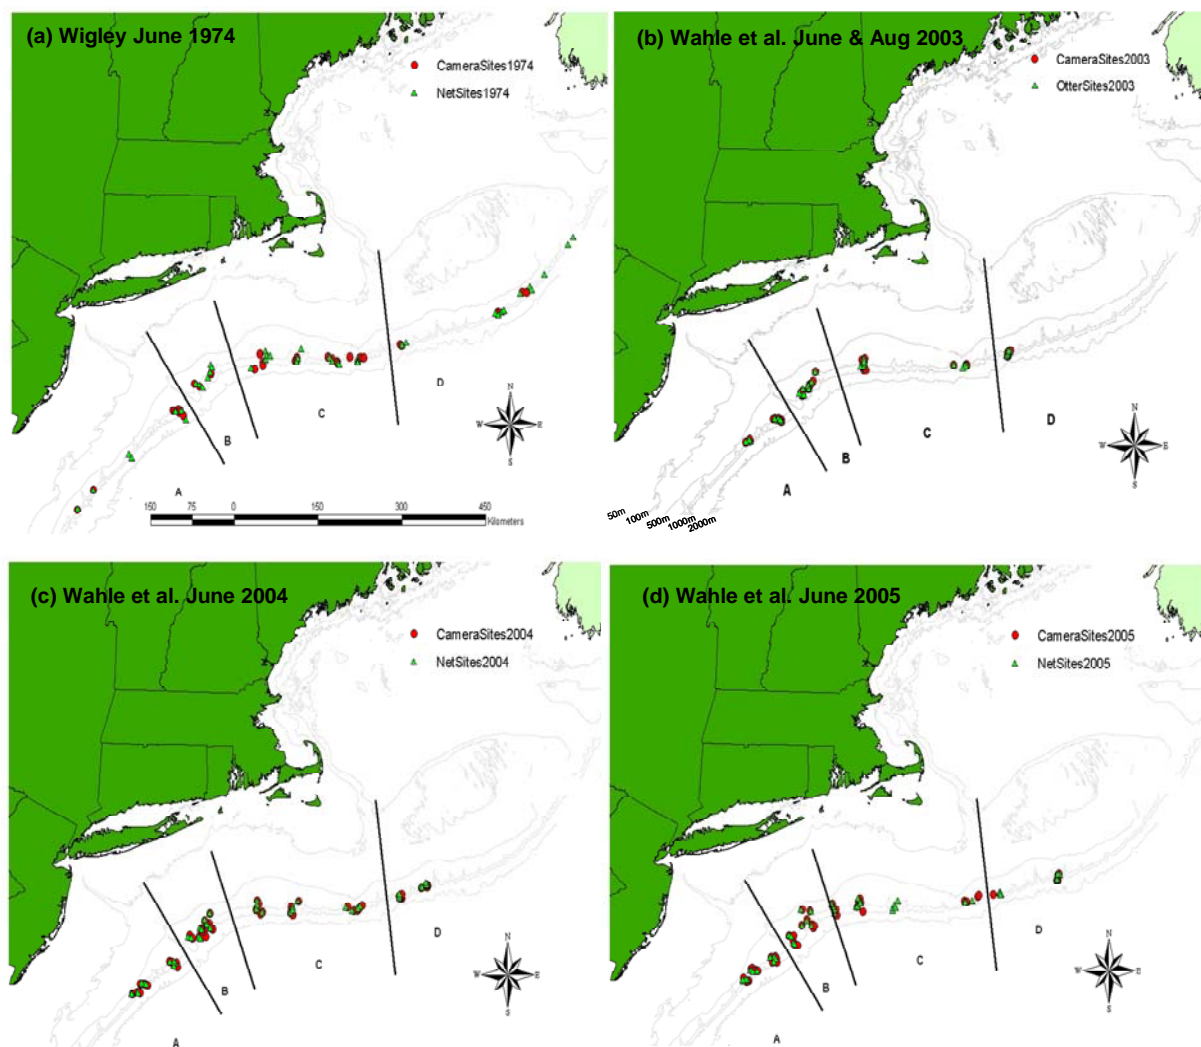 (a) Wigley June 1974
CameraSites1974
NetSites1974
A
B
C
D
N
W
E
S
150 75 0 150 300 450
Kilometers
(b) Wahle et al. June & Aug 2003
CameraSites2003
OtterSites2003
A
B
C
D
N
W
E
S
50m
100m
500m
1000m
2000m
(c) Wahle et al. June 2004
CameraSites2004
NetSites2004
A
B
C
D
N
W
E
S
(d) Wahle et al. June 2005
CameraSites2005
NetSites2005
A
B
C
D
N
W
E
S